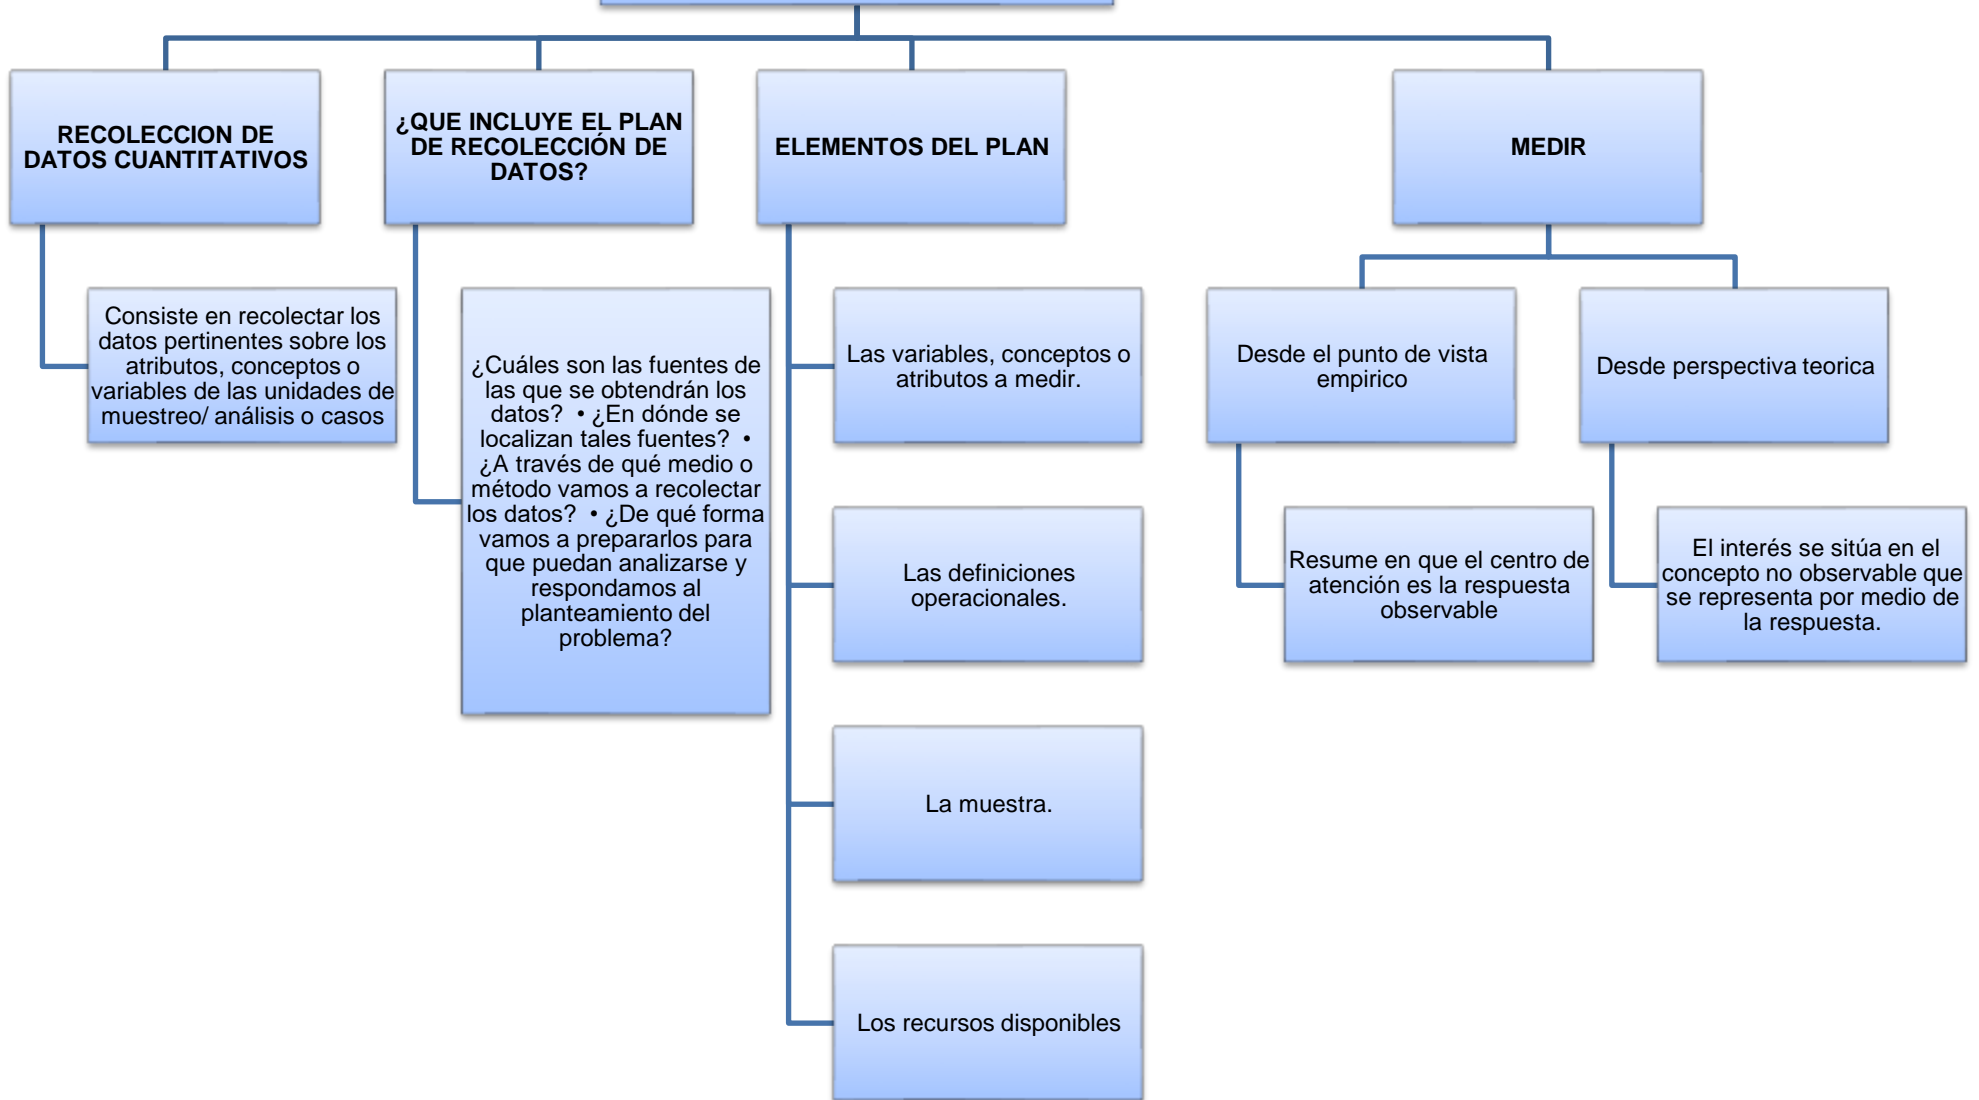 RECOLECCION DE
DATOS CUANTITATIVOS
Consiste en recolectar los
datos pertinentes sobre los
atributos, conceptos o
variables de las unidades de
muestreo/ análisis o casos
¿QUE INCLUYE EL PLAN
DE RECOLECCIÓN DE
DATOS?
¿Cuáles son las fuentes de
las que se obtendrán los
datos? • ¿En dónde se
localizan tales fuentes? •
¿A través de qué medio o
método vamos a recolectar
los datos? • ¿De qué forma
vamos a prepararlos para
que puedan analizarse y
respondamos al
planteamiento del
problema?
ELEMENTOS DEL PLAN
Las variables, conceptos o
atributos a medir.
Las definiciones
operacionales.
La muestra.
Los recursos disponibles
MEDIR
Desde el punto de vista
empirico
Resume en que el centro de
atención es la respuesta
observable
Desde perspectiva teorica
El interés se sitúa en el
concepto no observable que
se representa por medio de
la respuesta.